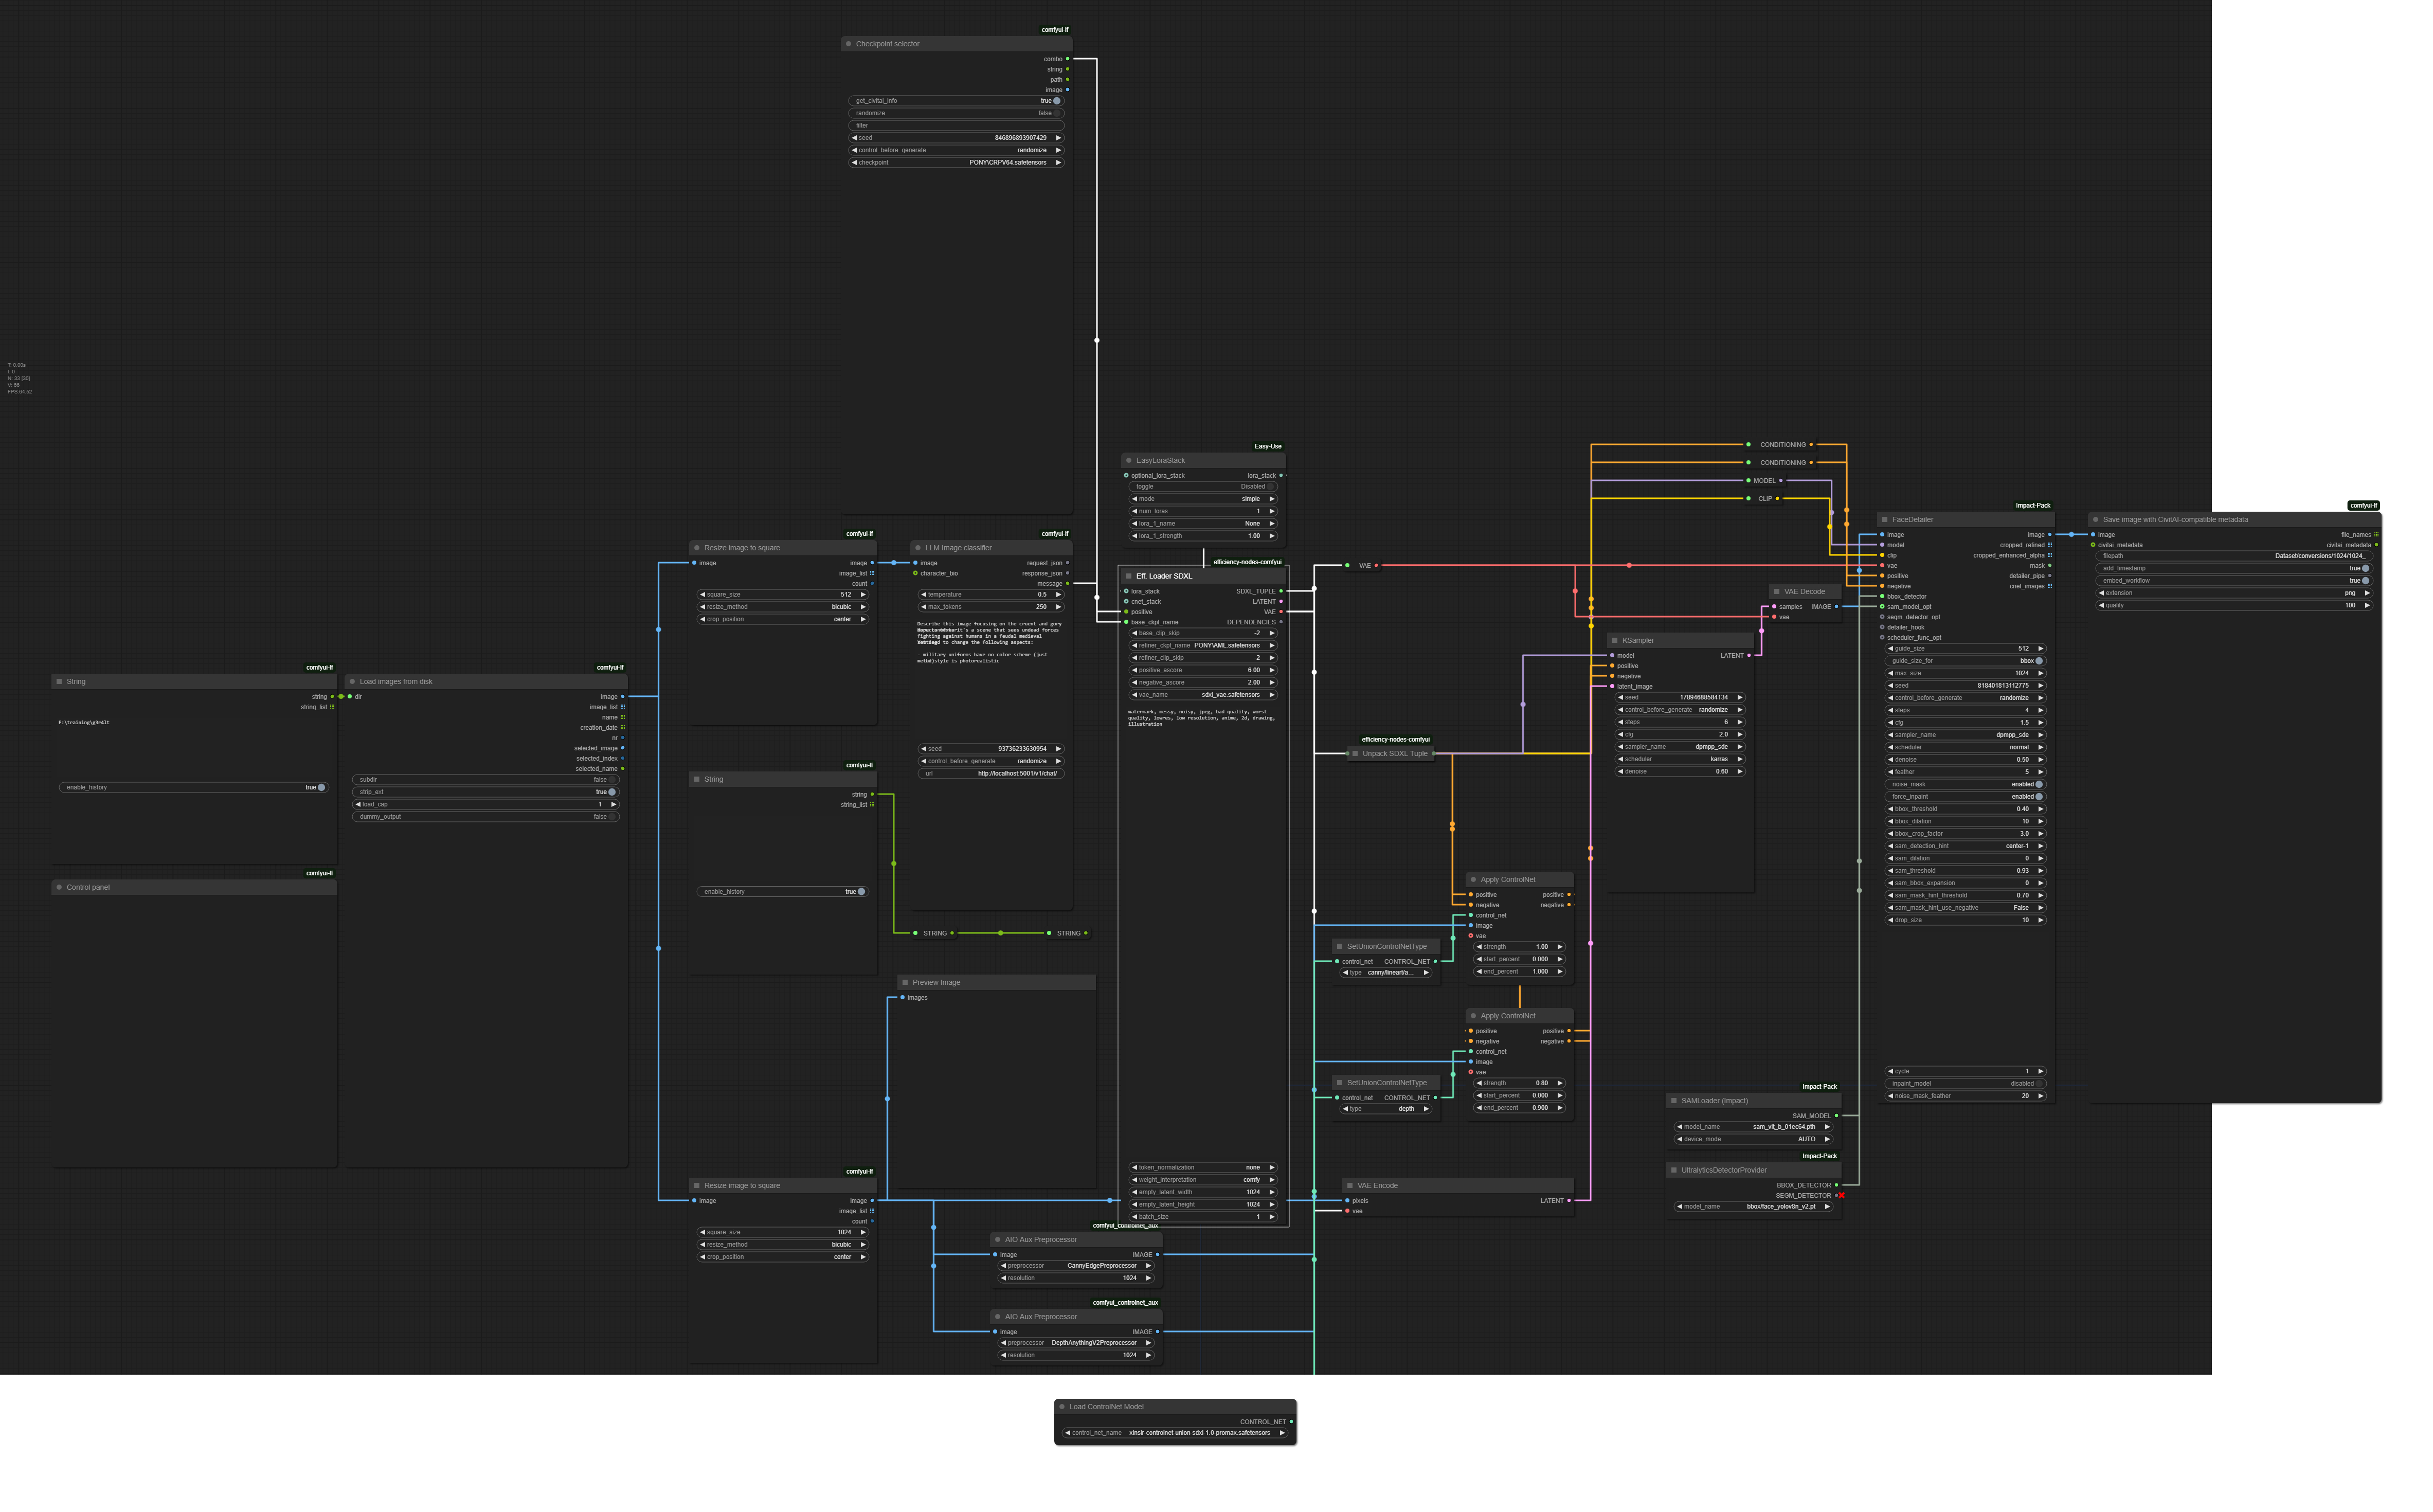 comfyui-lf
Checkpoint selector
combo
string
path
image
get_civitai_info true
randomize false
filter
seed 846896893907429
control_before_generate randomize
checkpoint PONY\CRPV64.safetensors
T: 0.00s
I: 0
N: 33 [33]
V: 66
FPS:64.52
comfyui-lf
String
string
string_list
F:\training\g3r4lt
enable_history true
comfyui-lf
Control panel
comfyui-lf
Load images from disk
dir image
image_list
name
creation_date
nr
selected_image
selected_index
selected_name
subdir false
strip_ext true
load_cap 1
dummy_output false
comfyui-lf
Resize image to square
image image
image_list
count
square_size 512
resize_method bicubic
crop_position center
comfyui-lf
LLM Image classifier
image request_json
character_bio response_json
message
temperature 0.5
max_tokens 250
Describe this image focusing on the cruent and gory
it's a scene that sees undead forces
fighting against humans in a feudal medieval
to change the following aspects:
- military uniforms have no color scheme (just
style is photorealistic
seed 93736233630954
control_before_generate randomize
url http://localhost:5001/v1/chat/
comfyui-lf
String
string
string_list
enable_history true
STRING
STRING
Preview Image
images
comfyui-lf
Resize image to square
image image
image_list
count
square_size 1024
resize_method bicubic
crop_position center
comfyui_controlnet_aux
AIO Aux Preprocessor
image IMAGE
preprocessor CannyEdgePreprocessor
resolution 1024
comfyui_controlnet_aux
AIO Aux Preprocessor
image IMAGE
preprocessor DepthAnythingV2Preprocessor
resolution 1024
Load ControlNet Model
CONTROL_NET
control_net_name xinsir-controlnet-union-sdxl-1.0-promax.safetensors
Easy-Use
EasyLoraStack
optional_lora_stack lora_stack
toggle Disabled
mode simple
num_loras 1
lora_1_name None
lora_1_strength 1.00
efficiency-nodes-comfyui
Eff. Loader SDXL
lora_stack SDXL_TUPLE
cnet_stack LATENT
positive VAE
base_ckpt_name DEPENDENCIES
base_clip_skip -2
refiner_ckpt_name PONY\AML.safetensors
refiner_clip_skip -2
positive_ascore 6.00
negative_ascore 2.00
vae_name sdxl_vae.safetensors
watermark, messy, noisy, jpeg, bad quality, worst
quality, lowres, low resolution, anime, 2d, drawing,
illustration
token_normalization none
weight_interpretation comfy
empty_latent_width 1024
empty_latent_height 1024
batch_size 1
VAE
efficiency-nodes-comfyui
Unpack SDXL Tuple
Apply ControlNet
positive positive
negative negative
control_net
image
vae
strength 1.00
start_percent 0.000
end_percent 1.000
SetUnionControlNetType
control_net CONTROL_NET
type canny/lineart/a...
Apply ControlNet
positive positive
negative negative
control_net
image
vae
strength 0.80
start_percent 0.000
end_percent 0.900
SetUnionControlNetType
control_net CONTROL_NET
type depth
VAE Encode
pixels LATENT
vae
CONDITIONING
CONDITIONING
MODEL
CLIP
VAE Decode
samples IMAGE
vae
KSampler
model LATENT
positive
negative
latent_image
seed 17894688584134
control_before_generate randomize
steps 6
cfg 2.0
sampler_name dpmpp_sde
scheduler karras
denoise 0.60
Impact-Pack
SAMLoader (Impact)
SAM_MODEL
model_name sam_vit_b_01ec64.pth
device_mode AUTO
Impact-Pack
UltralyticsDetectorProvider
BBOX_DETECTOR
SEGM_DETECTOR
model_name bbox/face_yolov8n_v2.pt
Impact-Pack
FaceDetailer
image image
model cropped_refined
clip cropped_enhanced_alpha
vae mask
positive detailer_pipe
negative cnet_images
bbox_detector
sam_model_opt
segm_detector_opt
detailer_hook
scheduler_func_opt
guide_size 512
guide_size_for bbox
max_size 1024
seed 818401813112775
control_before_generate randomize
steps 4
cfg 1.5
sampler_name dpmpp_sde
scheduler normal
denoise 0.50
feather 5
noise_mask enabled
force_inpaint enabled
bbox_threshold 0.40
bbox_dilation 10
bbox_crop_factor 3.0
sam_detection_hint center-1
sam_dilation 0
sam_threshold 0.93
sam_bbox_expansion 0
sam_mask_hint_threshold 0.70
sam_mask_hint_use_negative False
drop_size 10
cycle 1
inpaint_model disabled
noise_mask_feather 20
comfyui-lf
Save image with CivitAI-compatible metadata
image file_names
civitai_metadata civitai_metadata
filepath Dataset/conversions/1024/1024_
add_timestamp true
embed_workflow true
extension png
quality 100